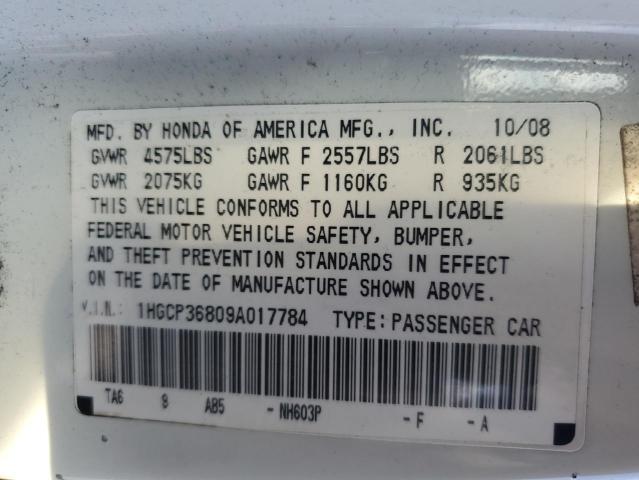 MFD. BY HONDA OF AMERICA MFG., INC. 10/08
GVWR 4575LBS GAWR F 2557LBS R 2061LBS
GVWR 2075KG GAWR F 1160KG R 935KG
THIS VEHICLE CONFORMS TO ALL APPLICABLE
FEDERAL MOTOR VEHICLE SAFETY, BUMPER,
AND THEFT PREVENTION STANDARDS IN EFFECT
ON THE DATE OF MANUFACTURE SHOWN ABOVE.
V.I.N.: 1HGCP36809A017784 TYPE: PASSENGER CAR
TA6 9 AB5 - NH603P - F - A